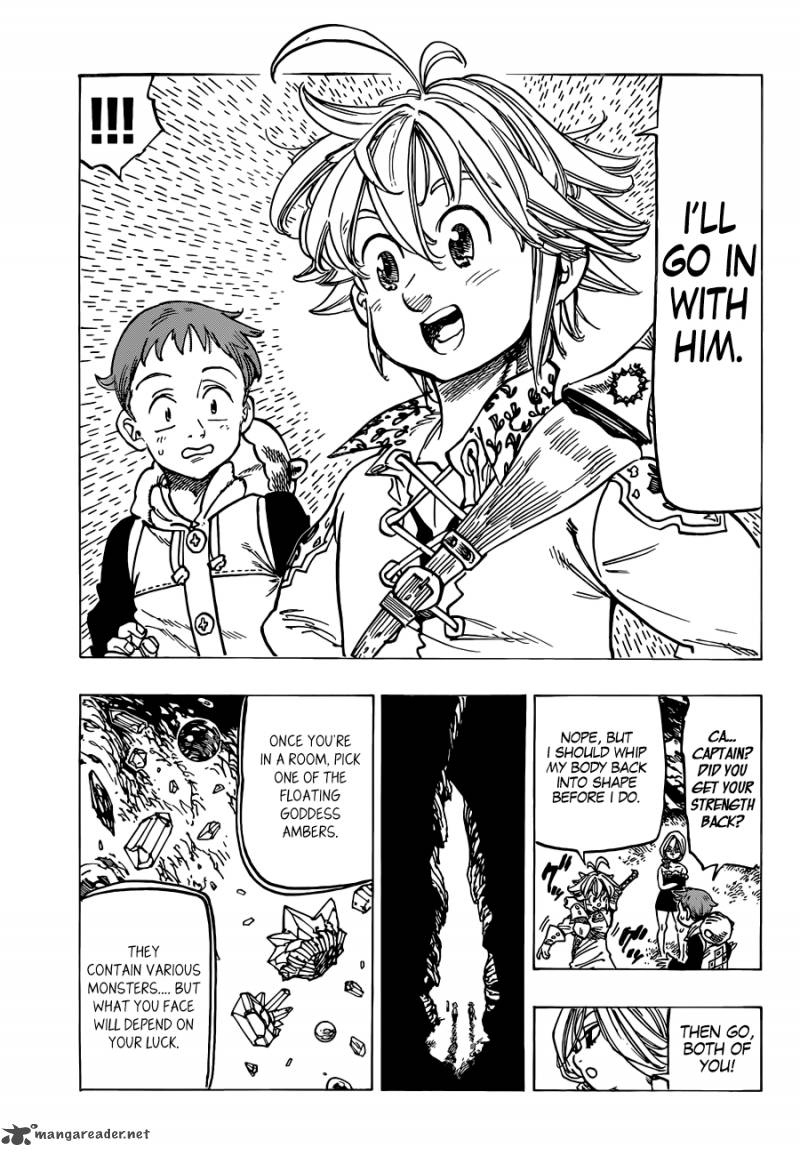 I'LL
GO IN
WITH
HIM.
!!!
CA...
CAPTAIN?
DID YOU
GET YOUR
STRENGTH
BACK?
NOPE, BUT
I SHOULD WHIP
MY BODY BACK
INTO SHAPE
BEFORE I DO.
THEN GO,
BOTH OF
YOU!
ONCE YOU'RE
IN A ROOM, PICK
ONE OF THE
FLOATING
GODDESS
AMBERS.
THEY
CONTAIN VARIOUS
MONSTERS.... BUT
WHAT YOU FACE
WILL DEPEND ON
YOUR LUCK.
mangareader.net